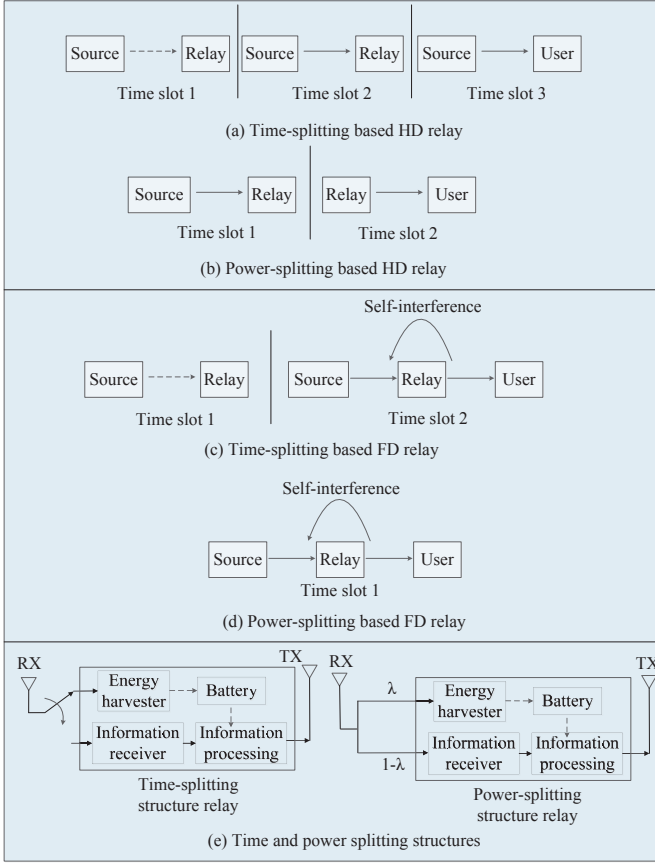 Source Relay Source Relay Source User
Time slot 1 Time slot 2 Time slot 3
(a) Time-splitting based HD relay
Source Relay Relay User
Time slot 1 Time slot 2
(b) Power-splitting based HD relay
Self-interference
Source Relay Source Relay User
Time slot 1 Time slot 2
(c) Time-splitting based FD relay
Self-interference
Source Relay User
Time slot 1
(d) Power-splitting based FD relay
RX TX RX TX
Energy harvester Battery λ Energy harvester Battery
Information receiver Information processing 1-λ Information receiver Information processing
Time-splitting structure relay Power-splitting structure relay
(e) Time and power splitting structures